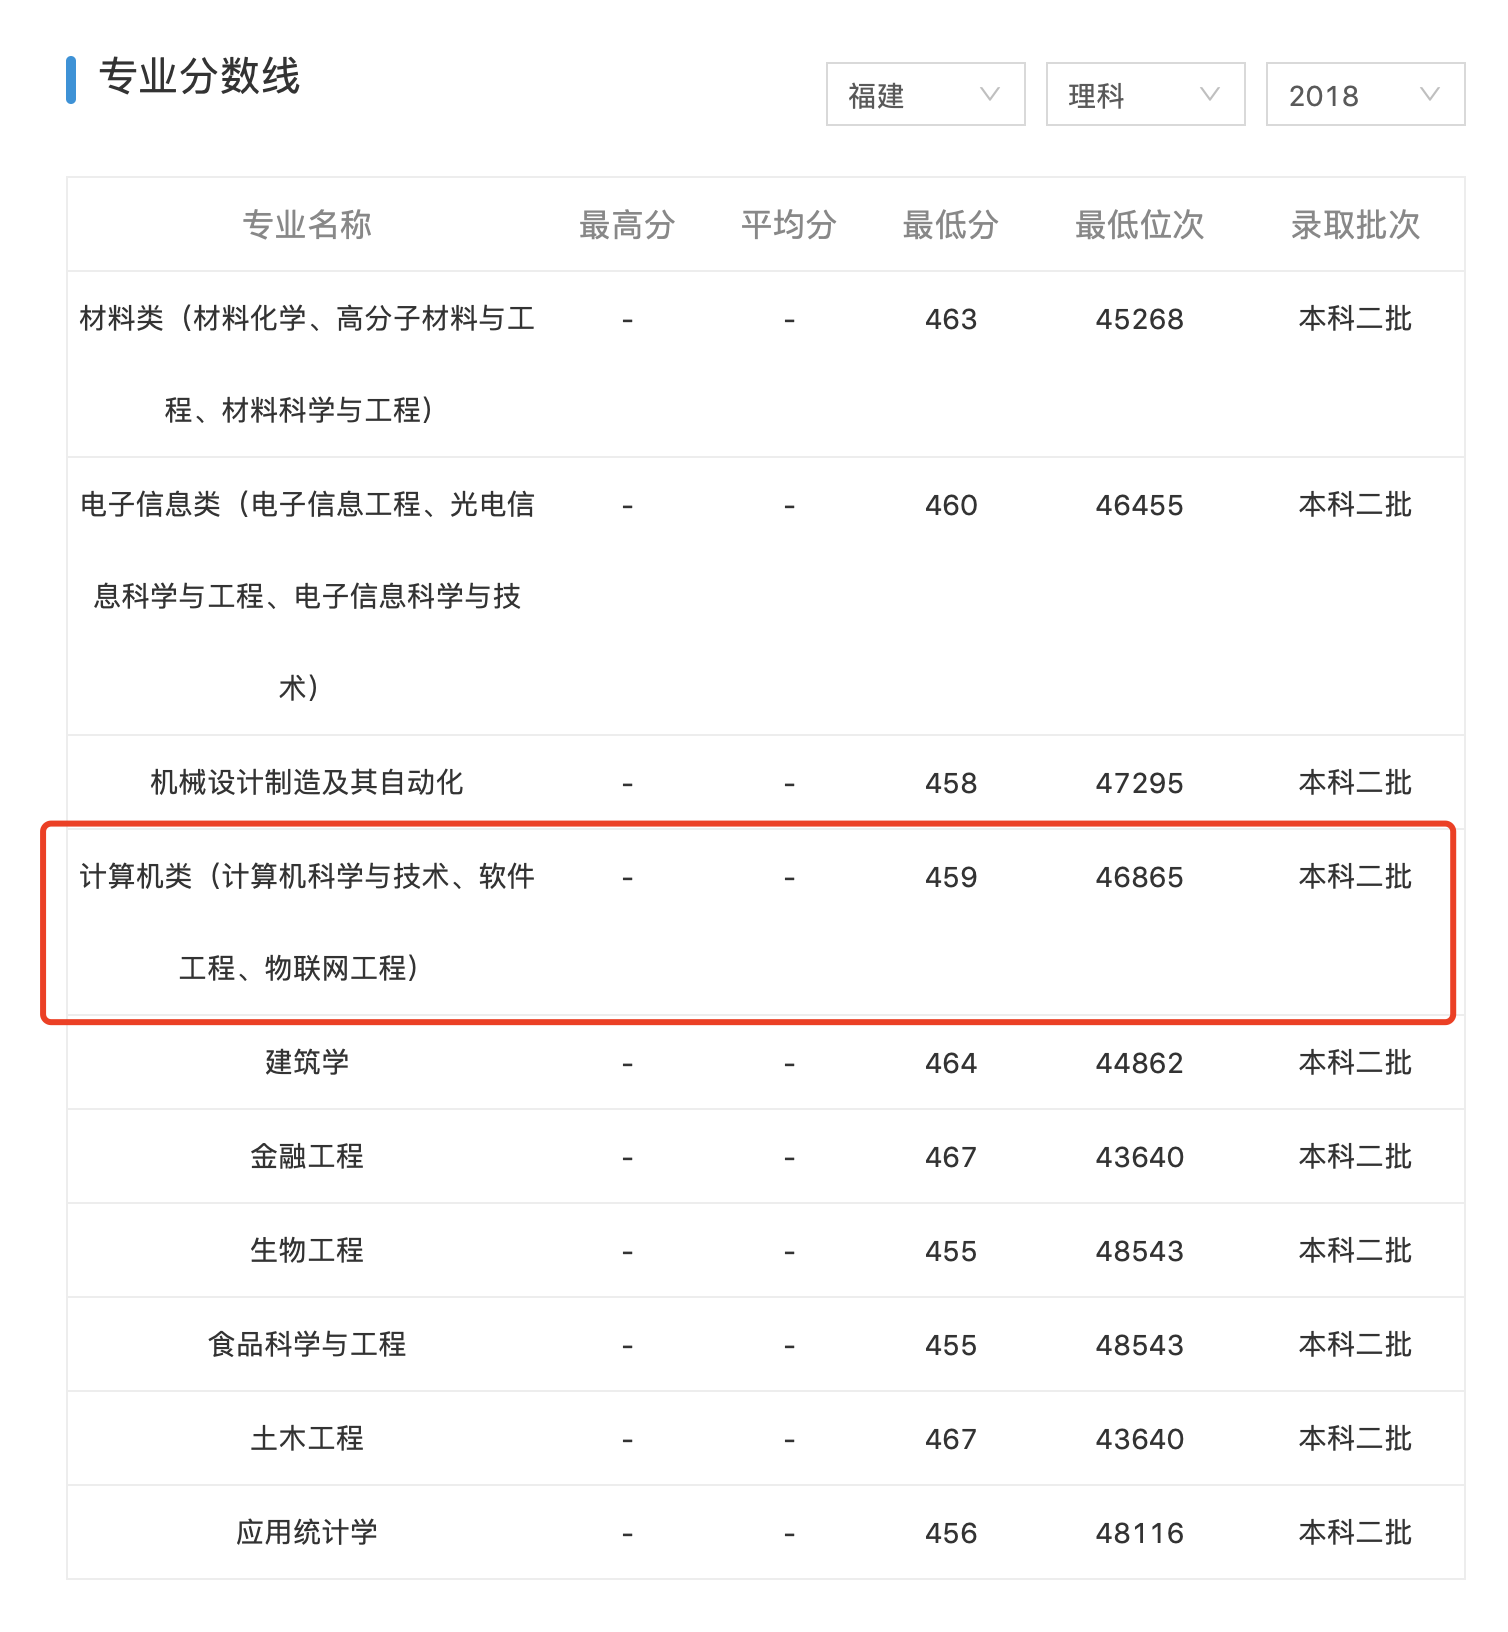 专业分数线
福建 理科 2018
专业名称 最高分 平均分 最低分 最低位次 录取批次
材料类（材料化学、高分子材料与工 - - 463 45268 本科二批
程、材料科学与工程）
电子信息类（电子信息工程、光电信 - - 460 46455 本科二批
息科学与工程、电子信息科学与技
术）
机械设计制造及其自动化 - - 458 47295 本科二批
计算机类（计算机科学与技术、软件 - - 459 46865 本科二批
工程、物联网工程）
建筑学 - - 464 44862 本科二批
金融工程 - - 467 43640 本科二批
生物工程 - - 455 48543 本科二批
食品科学与工程 - - 455 48543 本科二批
土木工程 - - 467 43640 本科二批
应用统计学 - - 456 48116 本科二批